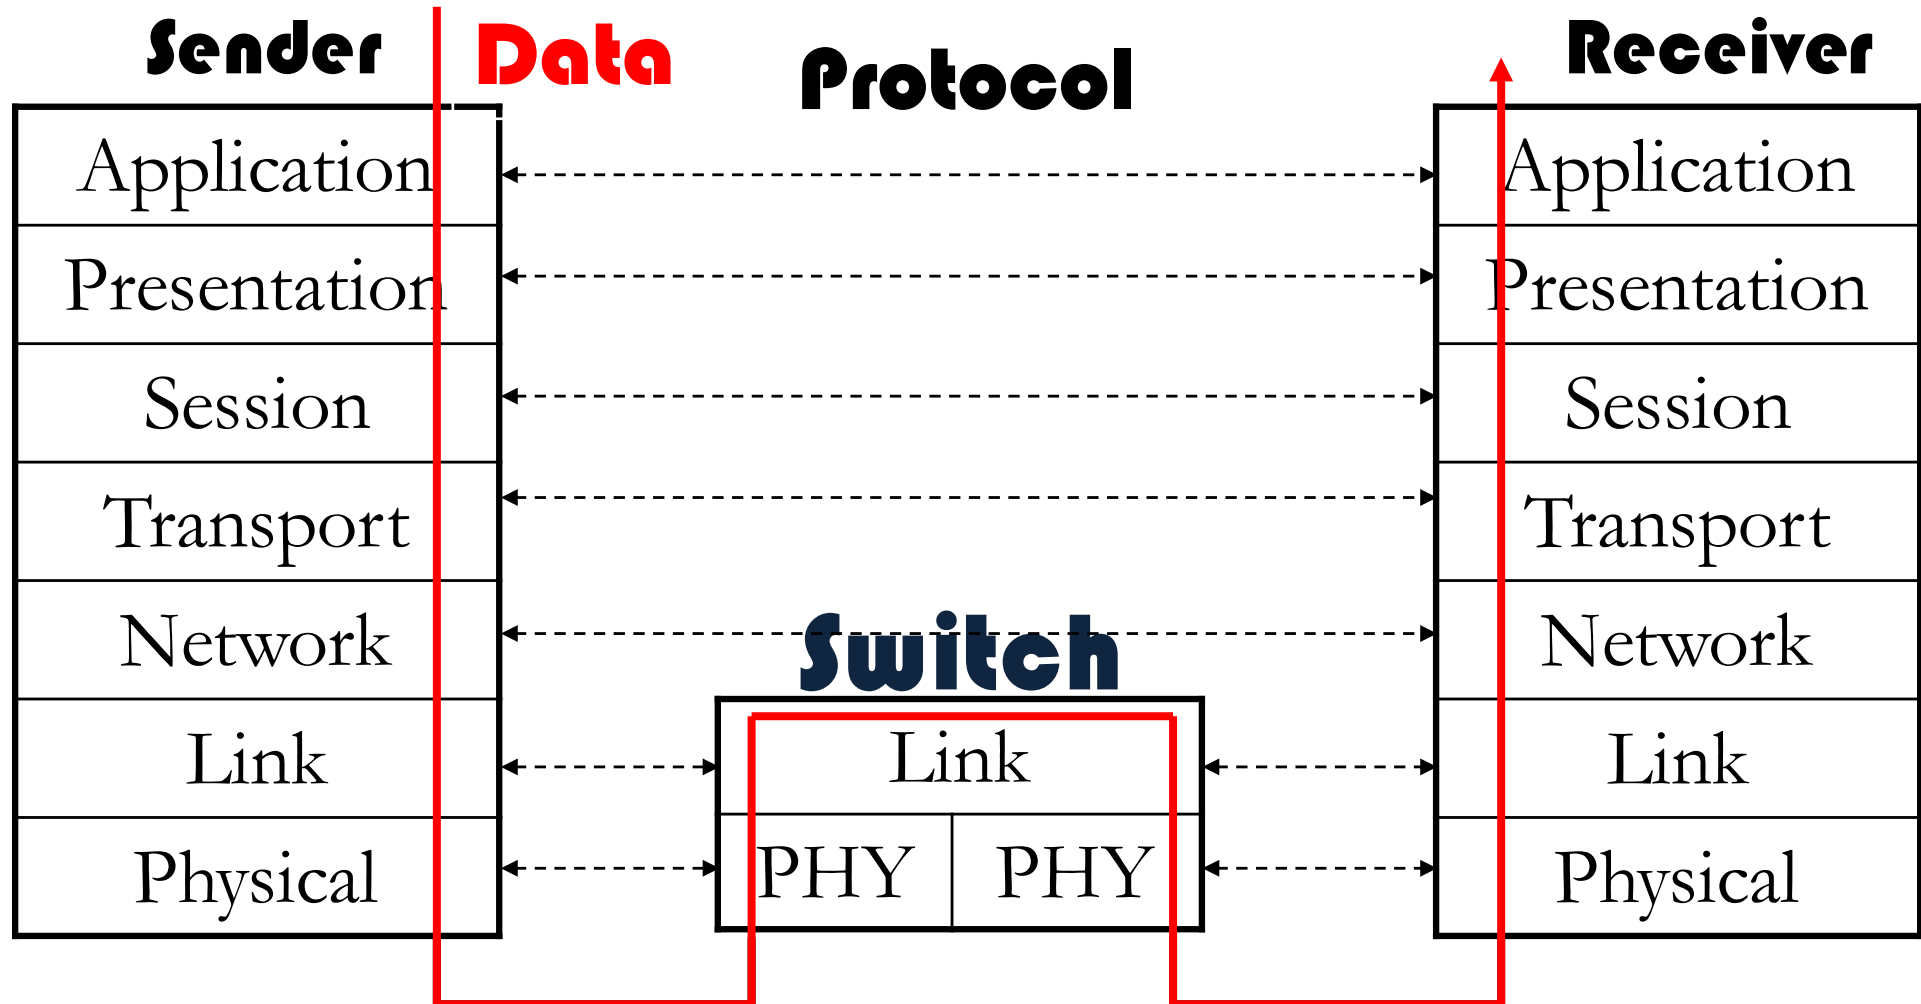 Sender
Data
Protocol
Receiver
Application
Presentation
Session
Transport
Network
Link
Physical
Switch
Link
PHY PHY
Application
Presentation
Session
Transport
Network
Link
Physical